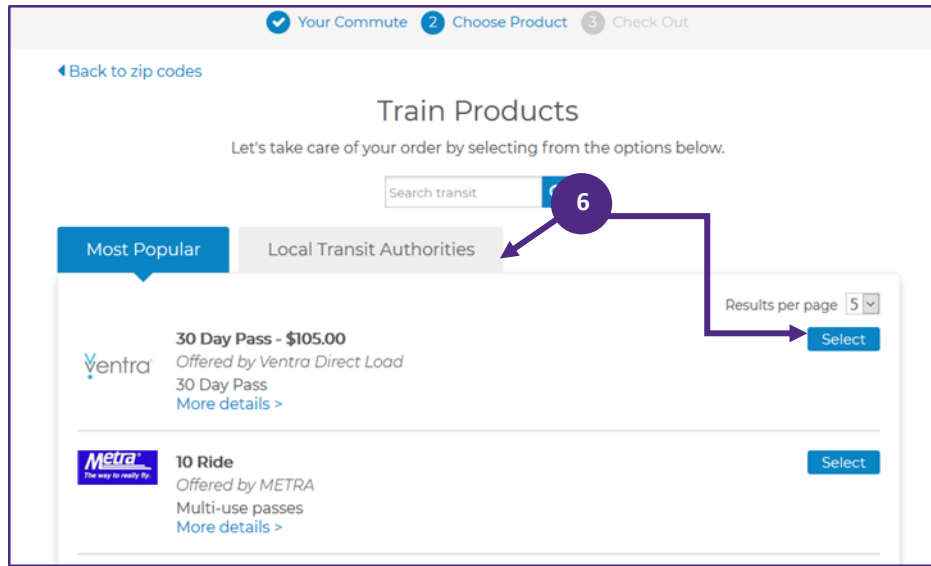 Your Commute 2 Choose Product 3 Check Out
Back to zip codes
Train Products
Let's take care of your order by selecting from the options below.
Search transit
6
Most Popular Local Transit Authorities
Results per page 5
30 Day Pass - $105.00 Select
ventra Offered by Ventra Direct Load
30 Day Pass
More details >
Metra 10 Ride Select
The way to really fly.
Offered by METRA
Multi-use passes
More details >